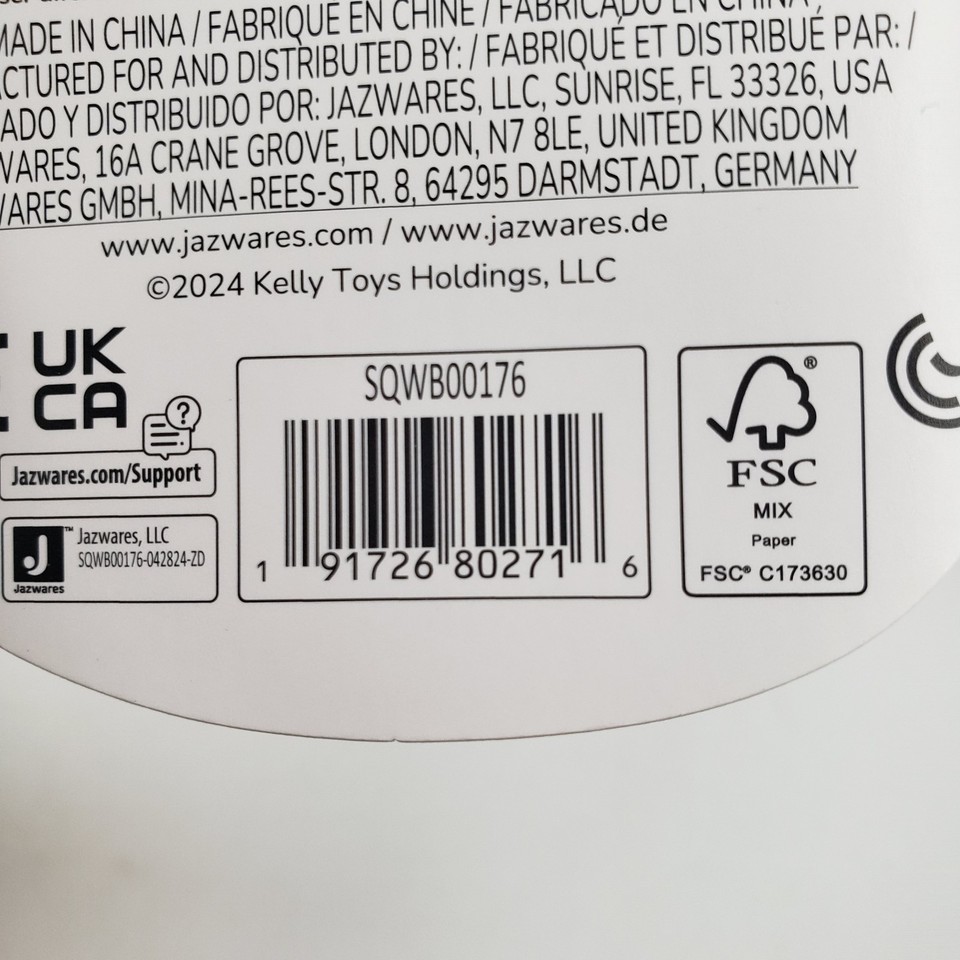 MADE IN CHINA / FABRIQUÉ EN CHINE / FABRICADO EN CHINA,
FOR AND DISTRIBUTED BY: / FABRIQUÉ ET DISTRIBUÉ PAR: /
Y DISTRIBUIDO POR: JAZWARES, LLC, SUNRISE, FL 33326, USA
WARES, 16A CRANE GROVE, LONDON, N7 8LE, UNITED KINGDOM
WARES GMBH, MINA-REES-STR. 8, 64295 DARMSTADT, GERMANY
www.jazwares.com / www.jazwares.de
©2024 Kelly Toys Holdings, LLC
UK
CA
?
Jazwares.com/Support
J™
Jazwares
Jazwares, LLC
SQWB00176-042824-ZD
SQWB00176
1 91726 80271 6
®
FSC
MIX
Paper
FSC® C173630